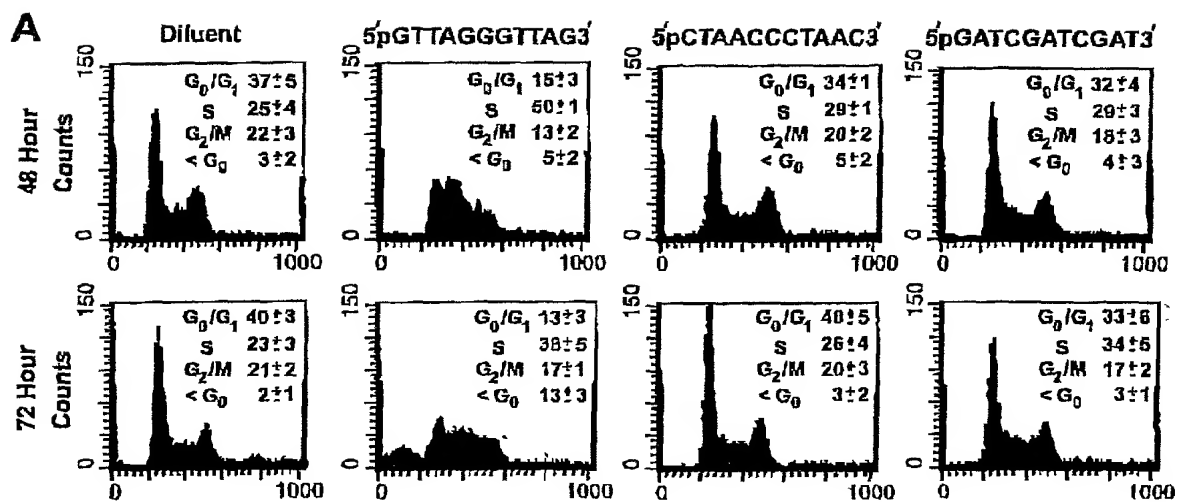 A
Diluent
5'pGTTAGGGTTAG3'
5'pCTAACCCTAAC3'
5'pGATCGATCGAT3'
48 Hour
Counts
150
0
G0/G1 37±5
S 25±4
G2/M 22±3
<G0 3±2
0 1000
150
0
G0/G1 15±3
S 50±1
G2/M 13±2
<G0 5±2
0 1000
150
0
G0/G1 34±1
S 29±1
G2/M 20±2
<G0 5±2
0 1000
150
0
G0/G1 32±4
S 29±3
G2/M 18±3
<G0 4±3
0 1000
72 Hour
Counts
150
0
G0/G1 40±3
S 23±3
G2/M 21±2
<G0 2±1
0 1000
150
0
G0/G1 13±3
S 38±5
G2/M 17±1
<G0 13±3
0 1000
150
0
G0/G1 48±5
S 26±4
G2/M 20±3
<G0 3±2
0 1000
150
0
G0/G1 33±6
S 34±5
G2/M 17±2
<G0 3±1
0 1000